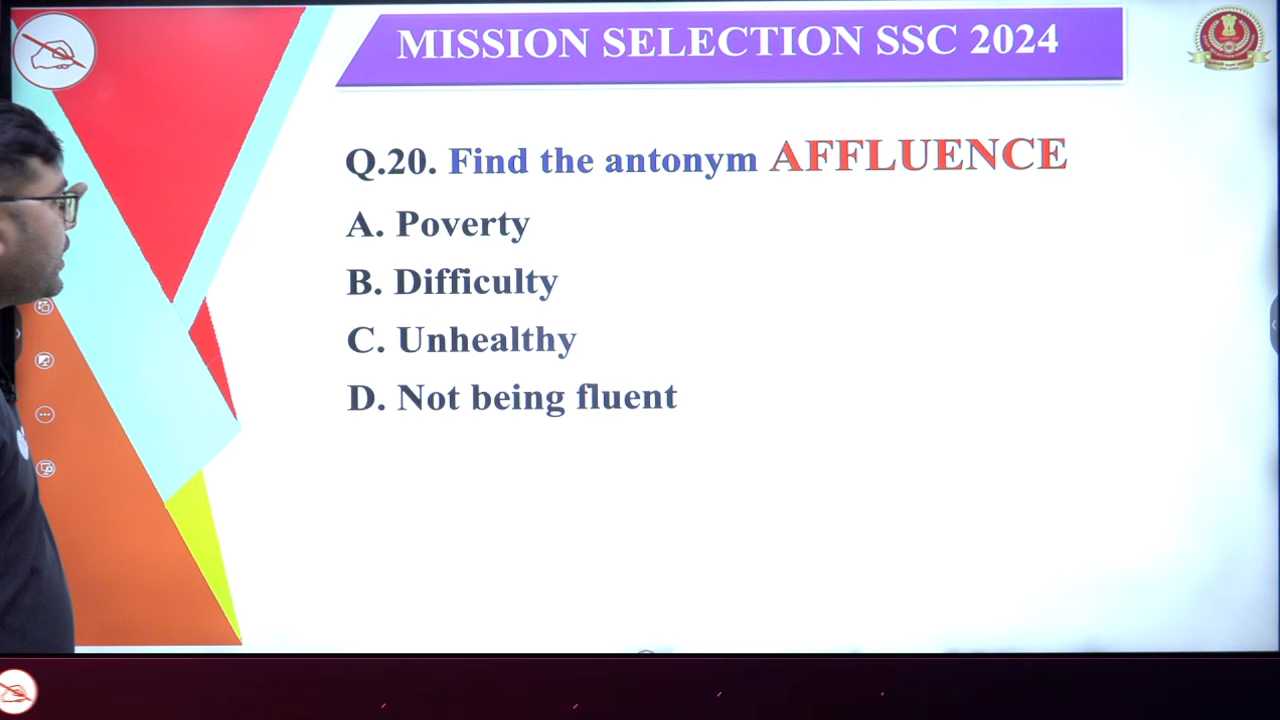 MISSION SELECTION SSC 2024
Q.20. Find the antonym AFFLUENCE
A. Poverty
B. Difficulty
C. Unhealthy
D. Not being fluent